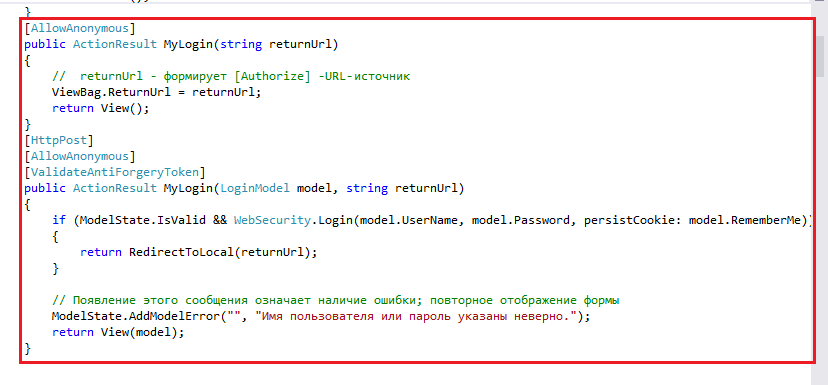 }
[AllowAnonymous]
public ActionResult MyLogin(string returnUrl)
{
//  returnUrl - формирует [Authorize] -URL-источник
ViewBag.ReturnUrl = returnUrl;
return View();
}
[HttpPost]
[AllowAnonymous]
[ValidateAntiForgeryToken]
public ActionResult MyLogin(LoginModel model, string returnUrl)
{
if (ModelState.IsValid && WebSecurity.Login(model.UserName, model.Password, persistCookie: model.RememberMe))
{
return RedirectToLocal(returnUrl);
}
// Появление этого сообщения означает наличие ошибки; повторное отображение формы
ModelState.AddModelError("", "Имя пользователя или пароль указаны неверно.");
return View(model);
}